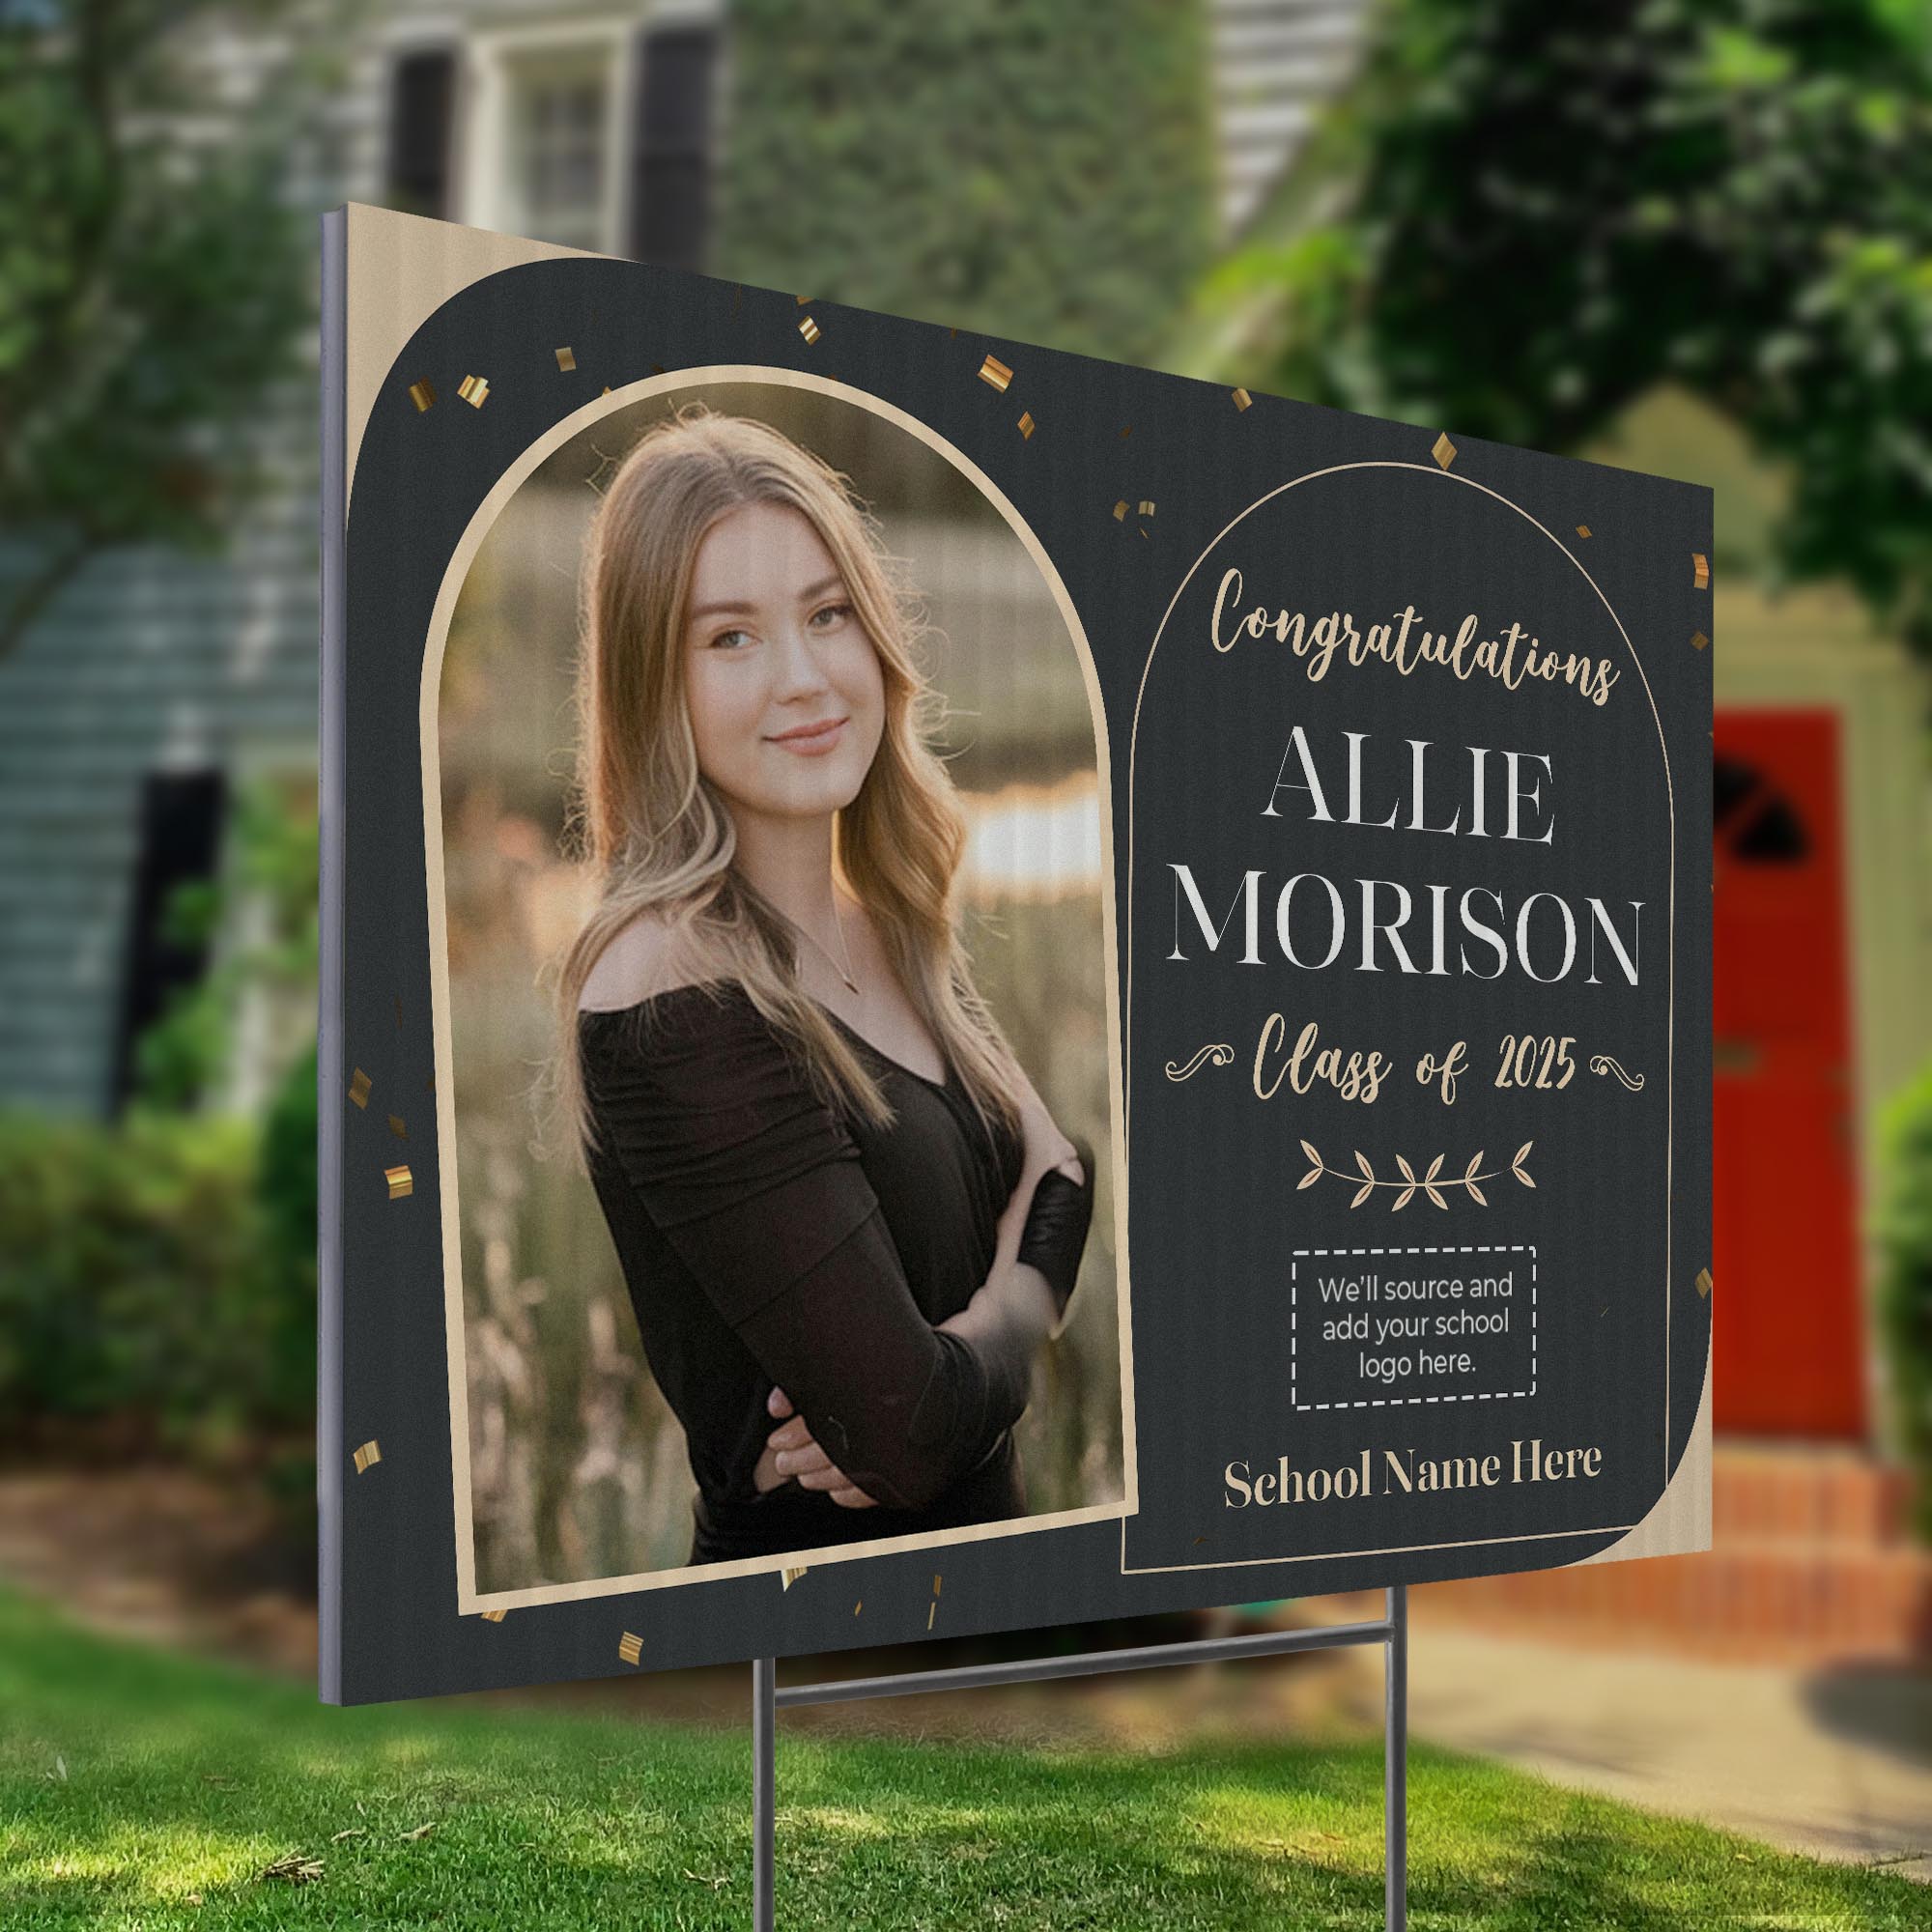 Congratulations
ALLIE
MORISON
Class of 2025
We'll source and
add your school
logo here.
School Name Here